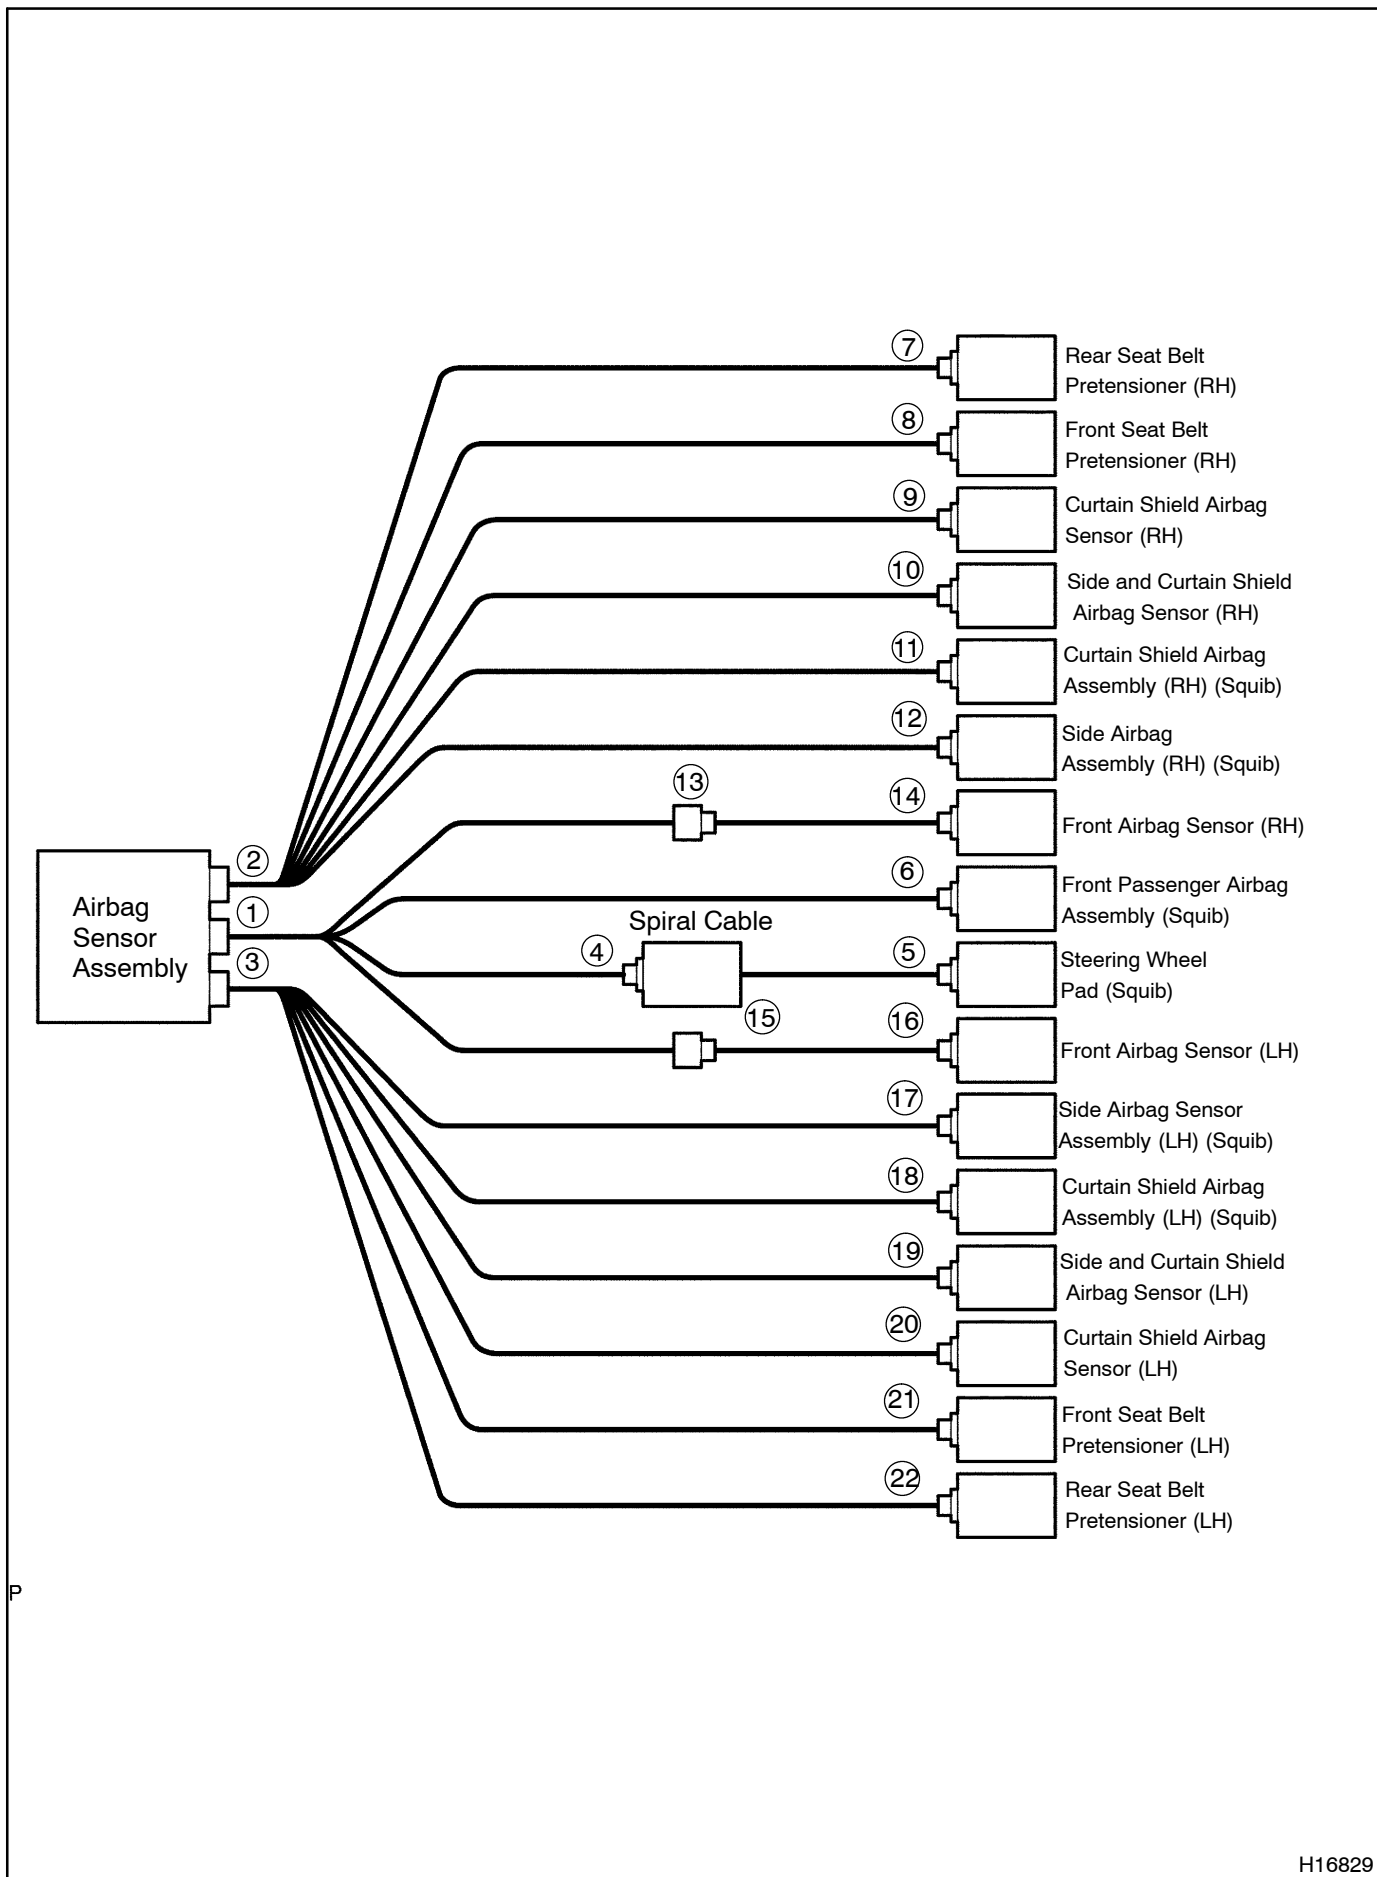 7
Rear Seat Belt
Pretensioner (RH)
8
Front Seat Belt
Pretensioner (RH)
9
Curtain Shield Airbag
Sensor (RH)
10
Side and Curtain Shield
Airbag Sensor (RH)
11
Curtain Shield Airbag
Assembly (RH) (Squib)
12
Side Airbag
Assembly (RH) (Squib)
13
14
Front Airbag Sensor (RH)
2
1
3
Airbag
Sensor
Assembly
6
Front Passenger Airbag
Assembly (Squib)
Spiral Cable
4
5
Steering Wheel
Pad (Squib)
15
16
Front Airbag Sensor (LH)
17
Side Airbag Sensor
Assembly (LH) (Squib)
18
Curtain Shield Airbag
Assembly (LH) (Squib)
19
Side and Curtain Shield
Airbag Sensor (LH)
20
Curtain Shield Airbag
Sensor (LH)
21
Front Seat Belt
Pretensioner (LH)
22
Rear Seat Belt
Pretensioner (LH)
P
H16829